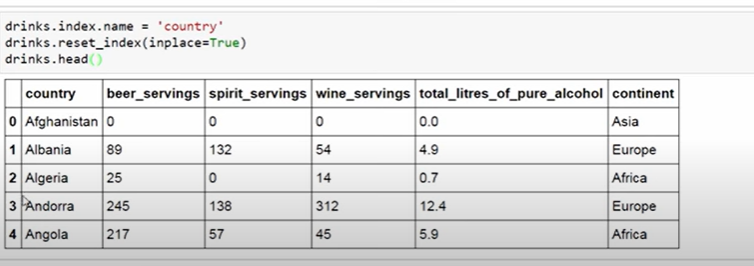 drinks.index.name = 'country'
drinks.reset_index(inplace=True)
drinks.head()
country beer_servings spirit_servings wine_servings total_litres_of_pure_alcohol continent
0 Afghanistan 0 0 0 0.0 Asia
1 Albania 89 132 54 4.9 Europe
2 Algeria 25 0 14 0.7 Africa
3 Andorra 245 138 312 12.4 Europe
4 Angola 217 57 45 5.9 Africa